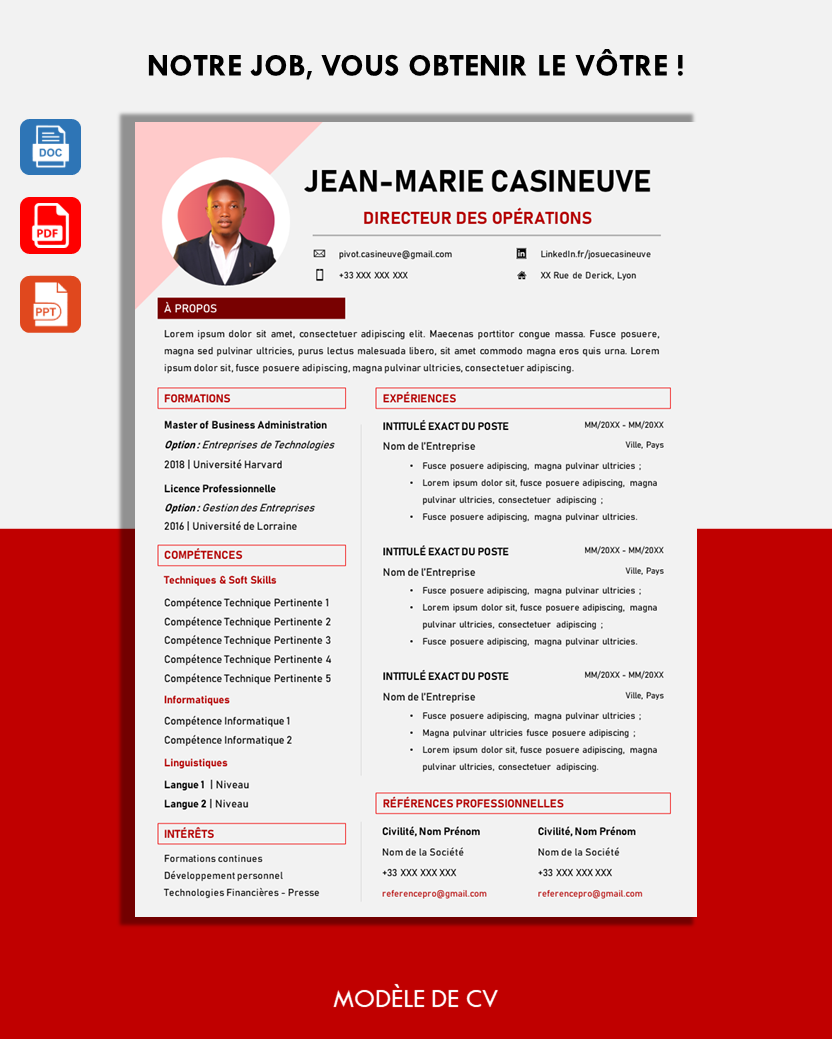 NOTRE JOB, VOUS OBTENIR LE VÔTRE !
DOC
PDF
PPT
JEAN-MARIE CASINEUVE
DIRECTEUR DES OPÉRATIONS
pivot.casineuve@gmail.com
LinkedIn.fr/josuecasineuve
+33 XXX XXX XXX
XX Rue de Derick, Lyon
À PROPOS
Lorem ipsum dolor sit amet, consectetuer adipiscing elit. Maecenas porttitor congue massa. Fusce posuere,
magna sed pulvinar ultricies, purus lectus malesuada libero, sit amet commodo magna eros quis urna. Lorem
ipsum dolor sit, fusce posuere adipiscing, magna pulvinar ultricies, consectetuer adipiscing.
FORMATIONS
Master of Business Administration
Option : Entreprises de Technologies
2018 | Université Harvard
Licence Professionnelle
Option : Gestion des Entreprises
2016 | Université de Lorraine
COMPÉTENCES
Techniques & Soft Skills
Compétence Technique Pertinente 1
Compétence Technique Pertinente 2
Compétence Technique Pertinente 3
Compétence Technique Pertinente 4
Compétence Technique Pertinente 5
Informatiques
Compétence Informatique 1
Compétence Informatique 2
Linguistiques
Langue 1 | Niveau
Langue 2 | Niveau
INTÉRÊTS
Formations continues
Développement personnel
Technologies Financières - Presse
EXPÉRIENCES
INTITULÉ EXACT DU POSTE MM/20XX - MM/20XX
Nom de l'Entreprise Ville, Pays
• Fusce posuere adipiscing, magna pulvinar ultricies ;
• Lorem ipsum dolor sit, fusce posuere adipiscing, magna
pulvinar ultricies, consectetuer adipiscing ;
• Fusce posuere adipiscing, magna pulvinar ultricies.
INTITULÉ EXACT DU POSTE MM/20XX - MM/20XX
Nom de l'Entreprise Ville, Pays
• Fusce posuere adipiscing, magna pulvinar ultricies ;
• Lorem ipsum dolor sit, fusce posuere adipiscing, magna
pulvinar ultricies, consectetuer adipiscing ;
• Fusce posuere adipiscing, magna pulvinar ultricies.
INTITULÉ EXACT DU POSTE MM/20XX - MM/20XX
Nom de l'Entreprise Ville, Pays
• Fusce posuere adipiscing, magna pulvinar ultricies ;
• Magna pulvinar ultricies fusce posuere adipiscing ;
• Lorem ipsum dolor sit, fusce posuere adipiscing, magna
pulvinar ultricies, consectetuer adipiscing.
RÉFÉRENCES PROFESSIONNELLES
Civilité, Nom Prénom
Nom de la Société
+33 XXX XXX XXX
referencepro@gmail.com
Civilité, Nom Prénom
Nom de la Société
+33 XXX XXX XXX
referencepro@gmail.com
MODÈLE DE CV